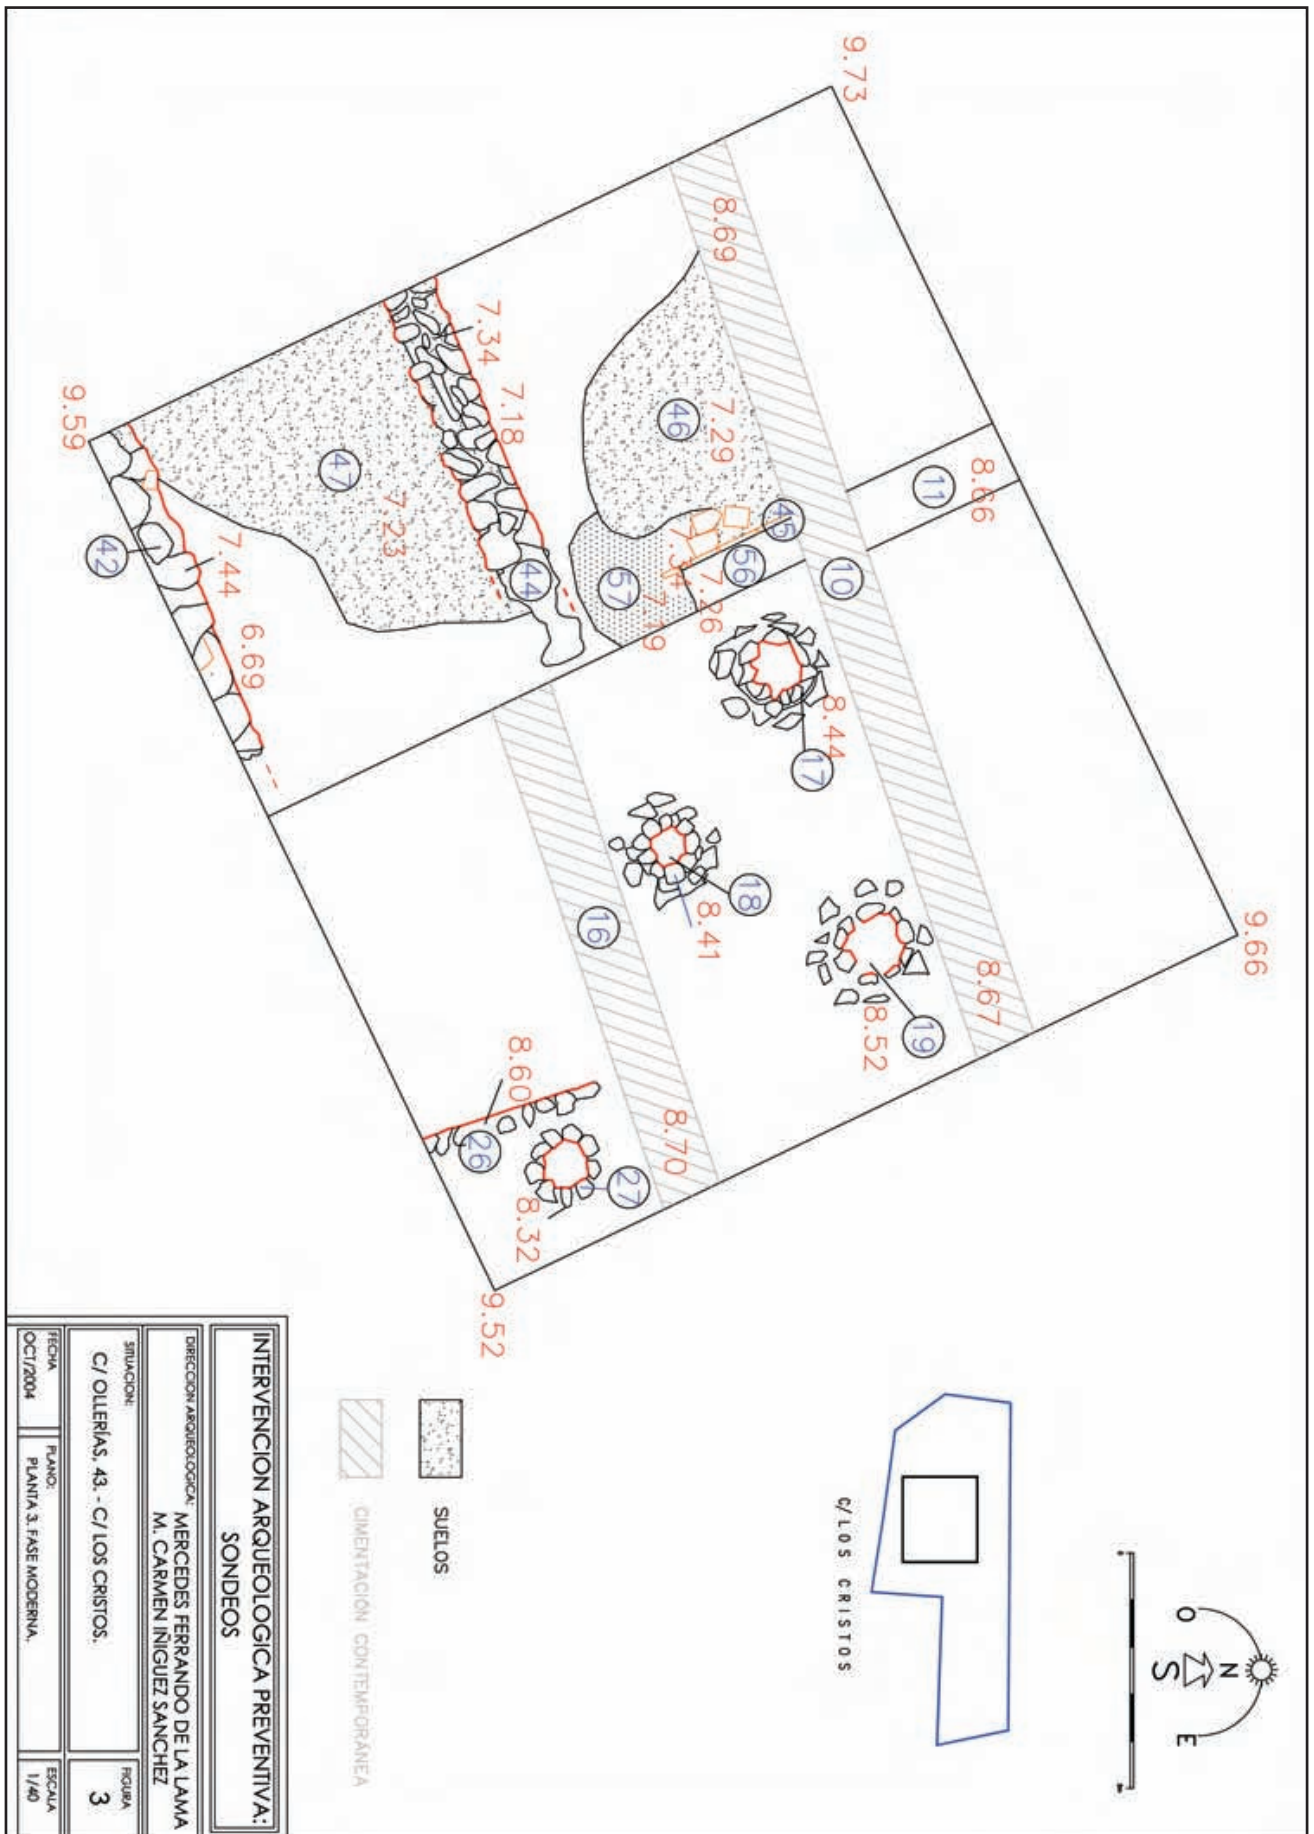 9.73
9.66
8.66
11
8.69
10
8.67
46
7.29
45
56
7.26
57
7.19
7.34
7.18
44
47
7.23
9.59
42
7.44
6.69
8.44
17
18
8.41
19
8.52
16
8.70
8.60
26
27
8.32
9.52
N
O
E
S
C/LOS CRISTOS
SUELOS
CIMENTACIÓN CONTEMPORÁNEA
INTERVENCION ARQUEOLOGICA PREVENTIVA:
SONDEOS
DIRECCION ARQUEOLOGICA: MERCEDES FERRANDO DE LA LAMA
M. CARMEN IÑIGUEZ SANCHEZ
SITUACION:
C/ OLLERÍAS, 43. - C/ LOS CRISTOS.
FIGURA
3
FECHA
OCT/2004
PLANO:
PLANTA 3. FASE MODERNA.
ESCALA
1/40